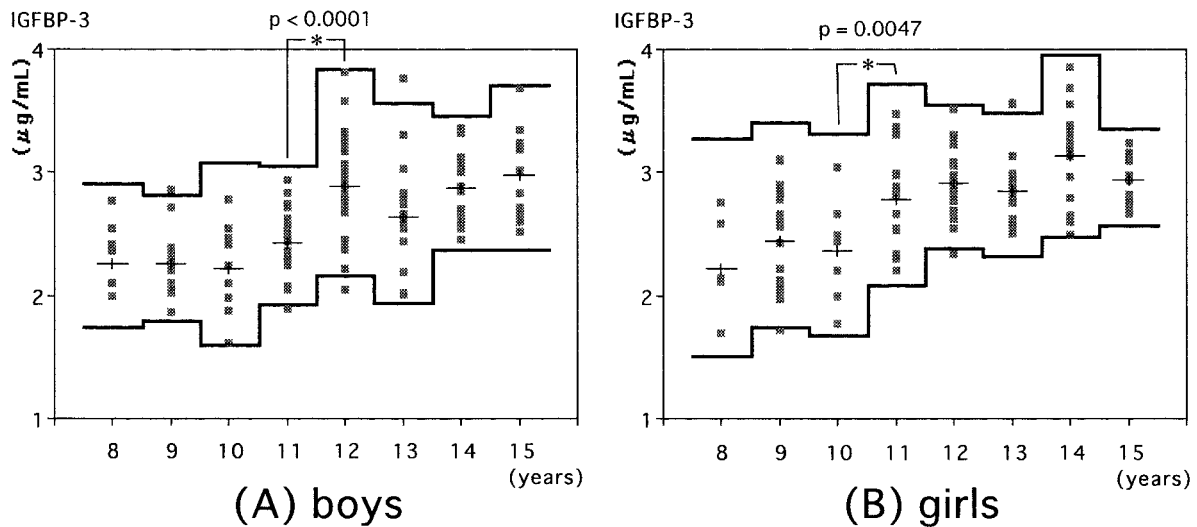 IGFBP-3
p < 0.0001
*
(μg/mL)
4
3
2
1
8 9 10 11 12 13 14 15
(years)
(A) boys
IGFBP-3
p = 0.0047
*
(μg/mL)
4
3
2
1
8 9 10 11 12 13 14 15
(years)
(B) girls